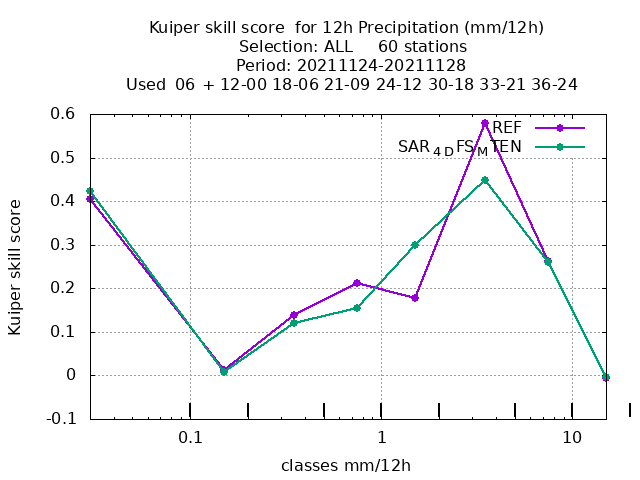 Kuiper skill score  for 12h Precipitation (mm/12h)
Selection: ALL     60 stations
Period: 20211124-20211128
Used  06 + 12-00 18-06 21-09 24-12 30-18 33-21 36-24
REF
SAR4DFSMTEN
0.6
0.5
0.4
0.3
0.2
0.1
0
-0.1
Kuiper skill score
0.1 1 10
classes mm/12h